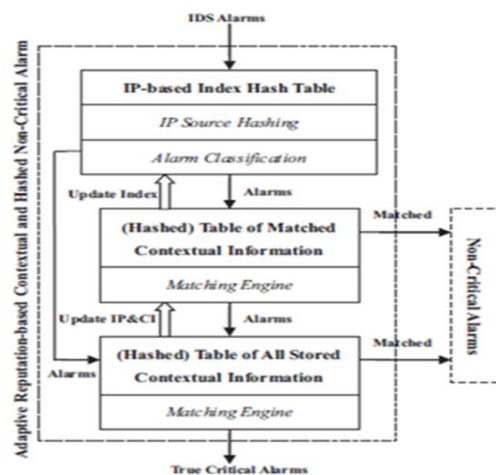 IDS Alarms
IP-based Index Hash Table
IP Source Hashing
Alarm Classification
Update Index
Alarms
(Hashed) Table of Matched
Contextual Information
Matching Engine
Matched
Update IP&CI
Alarms
(Hashed) Table of All Stored
Contextual Information
Matching Engine
Alarms
Matched
True Critical Alarms
Non-Critical Alarms
Adaptive Reputation-based Contextual and Hashed Non-Critical Alarm